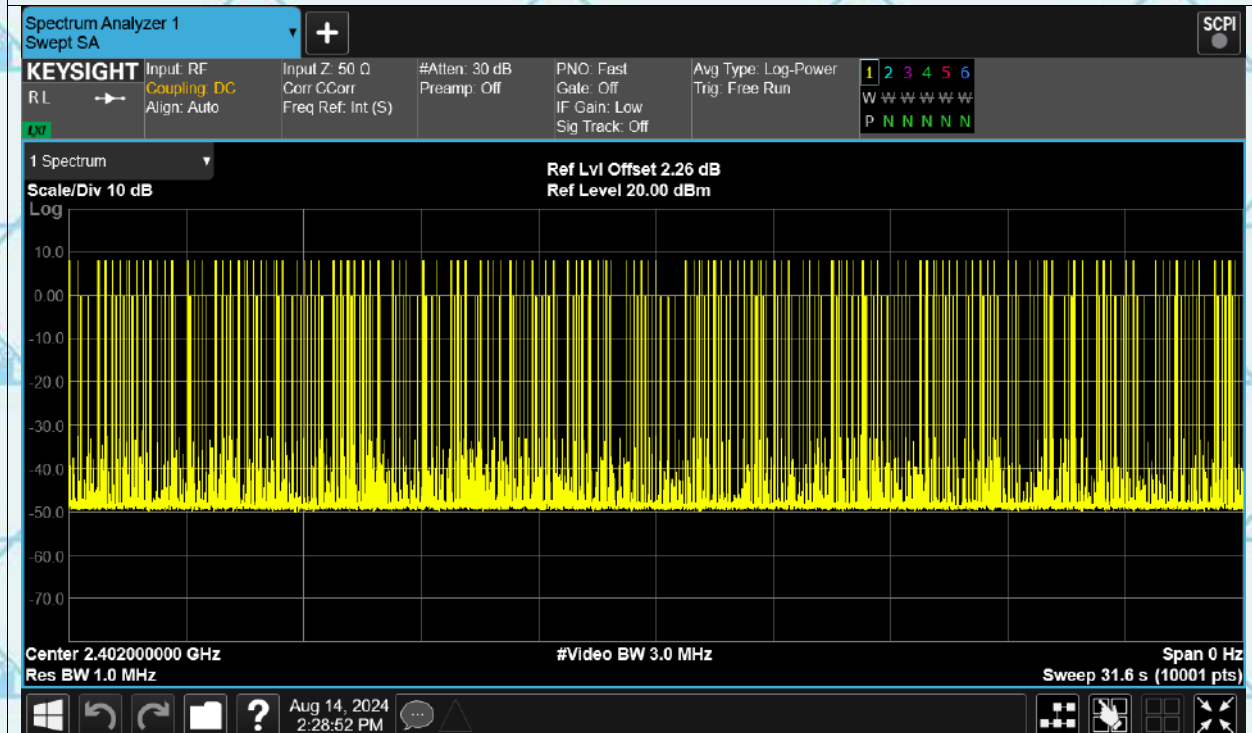 Spectrum Analyzer 1
Swept SA
+
SCPI
KEYSIGHT
R L
LXI
Input: RF
Coupling: DC
Align: Auto
Input Z: 50 Ω
Corr CCorr
Freq Ref: Int (S)
#Atten: 30 dB
Preamp: Off
PNO: Fast
Gate: Off
IF Gain: Low
Sig Track: Off
Avg Type: Log-Power
Trig: Free Run
1 2 3 4 5 6
W W W W W W
P N N N N N
1 Spectrum
Scale/Div 10 dB
Ref Lvl Offset 2.26 dB
Ref Level 20.00 dBm
Log
10.0
0.00
-10.0
-20.0
-30.0
-40.0
-50.0
-60.0
-70.0
Center 2.402000000 GHz
#Video BW 3.0 MHz
Span 0 Hz
Res BW 1.0 MHz
Sweep 31.6 s (10001 pts)
?
Aug 14, 2024
2:28:52 PM